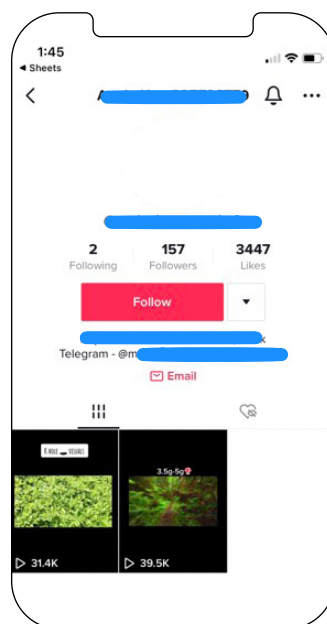 1:45
◀ Sheets
2 157 3447
Following Followers Likes
Follow
Telegram - @m
Email
3.5g-5g🍄
31.4K 39.5K